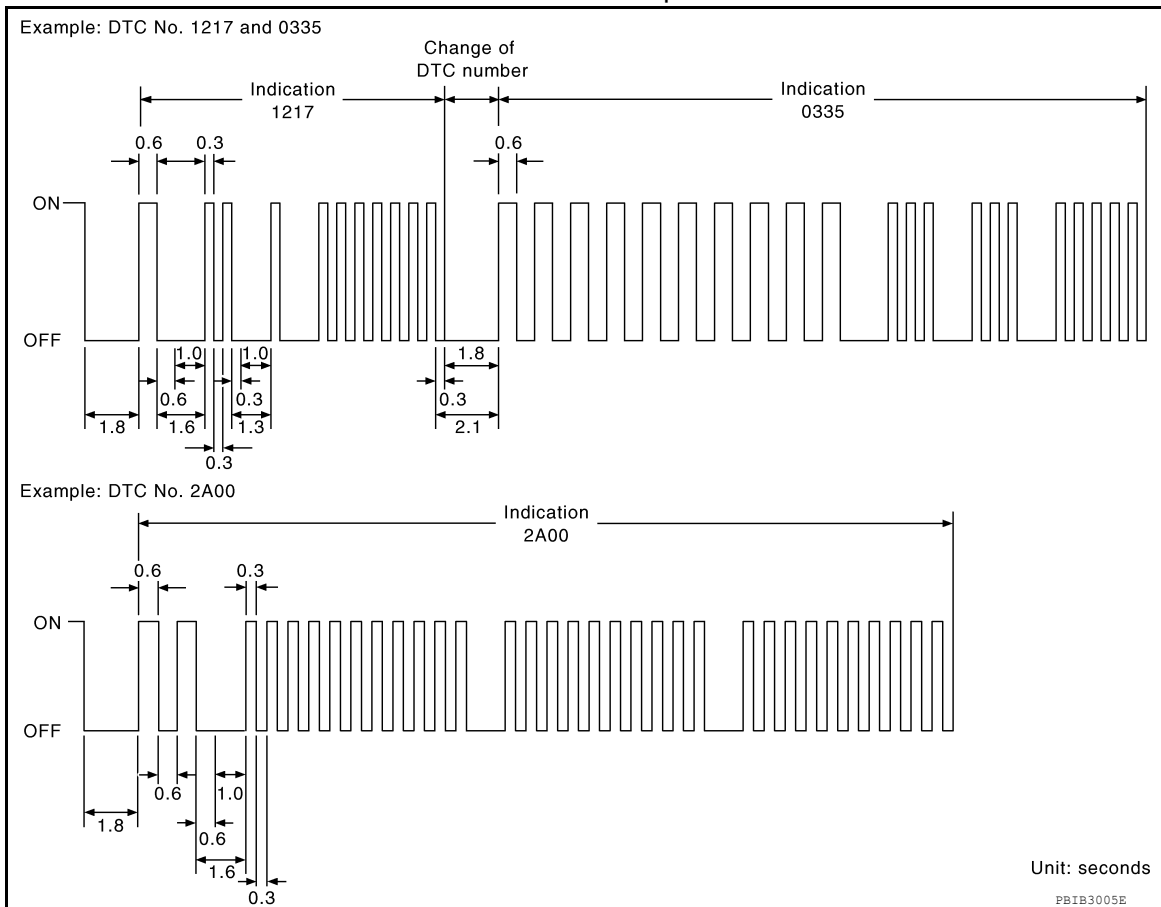 Example: DTC No. 1217 and 0335
Change of
DTC number
Indication
1217
Indication
0335
0.6
0.3
0.6
ON
OFF
1.0
1.0
1.8
0.6
0.3
0.3
1.8
1.6
1.3
2.1
0.3
Example: DTC No. 2A00
Indication
2A00
0.6
0.3
ON
OFF
0.6
1.0
1.8
0.6
1.6
0.3
Unit: seconds
PBIB3005E